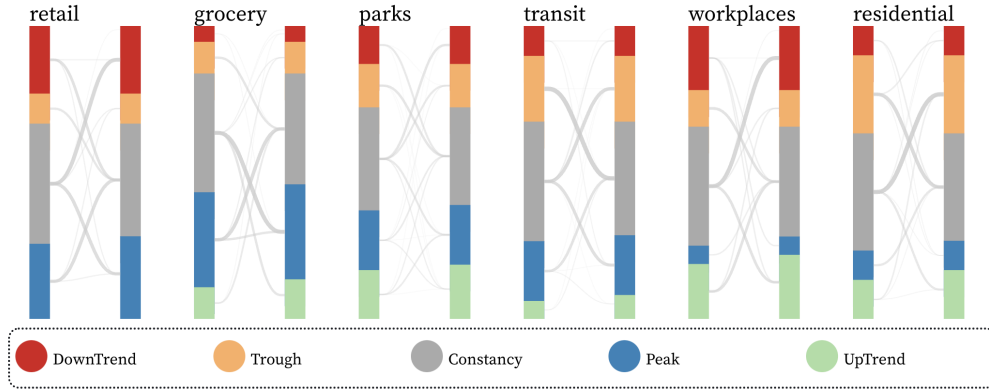 retail grocery parks transit workplaces residential
DownTrend Trough Constancy Peak UpTrend